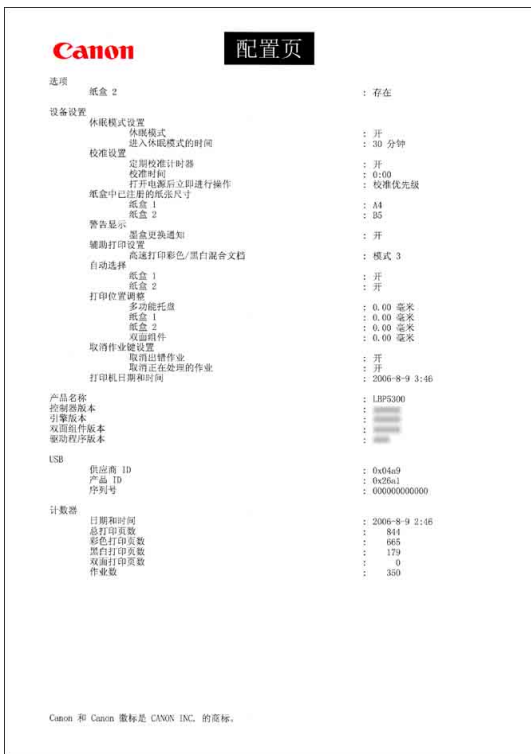 Canon
配置页
选项
纸盒 2 : 存在
设备设置
休眠模式设置
休眠模式 : 开
进入休眠模式的时间 : 30 分钟
校准设置
定期校准计时器 : 开
校准时间 : 0:00
打开电源后立即进行操作 : 校准优先级
纸盒中已注册的纸张尺寸
纸盒 1 : A4
纸盒 2 : B5
警告显示
墨盒更换通知 : 开
辅助打印设置
高速打印彩色/黑白混合文档 : 模式 3
自动选择
纸盒 1 : 开
纸盒 2 : 开
打印位置调整
多功能托盘 : 0.00 毫米
纸盒 1 : 0.00 毫米
纸盒 2 : 0.00 毫米
双面组件 : 0.00 毫米
取消作业键设置
取消出错作业 : 开
取消正在处理的作业 : 开
打印机日期和时间 : 2006-8-9 3:46
产品名称 : LBP5300
控制器版本 :
引擎版本 :
双面组件版本 :
驱动程序版本 :
USB
供应商 ID : 0x04a9
产品 ID : 0x26a1
序列号 : 000000000000
计数器
日期和时间 : 2006-8-9 2:46
总打印页数 : 844
彩色打印页数 : 665
黑白打印页数 : 179
双面打印页数 : 0
作业数 : 350
Canon 和 Canon 徽标是 CANON INC. 的商标。